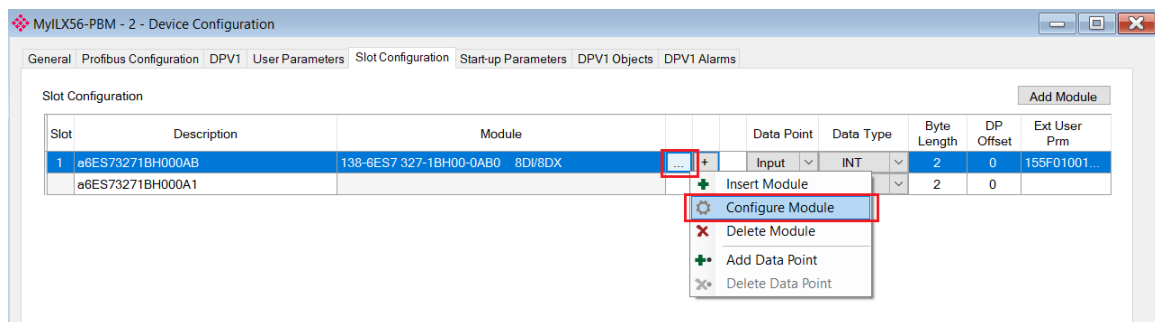 MyILX56-PBM - 2 - Device Configuration
General Profibus Configuration DPV1 User Parameters Slot Configuration Start-up Parameters DPV1 Objects DPV1 Alarms
Slot Configuration
Add Module
Slot Description Module Data Point Data Type Byte Length DP Offset Ext User Prm
1 a6ES73271BH000AB 138-6ES7 327-1BH00-0AB0 8DI/8DX ... + Input INT 2 0 155F01001...
a6ES73271BH000A1 2 0
Insert Module
Configure Module
Delete Module
Add Data Point
Delete Data Point